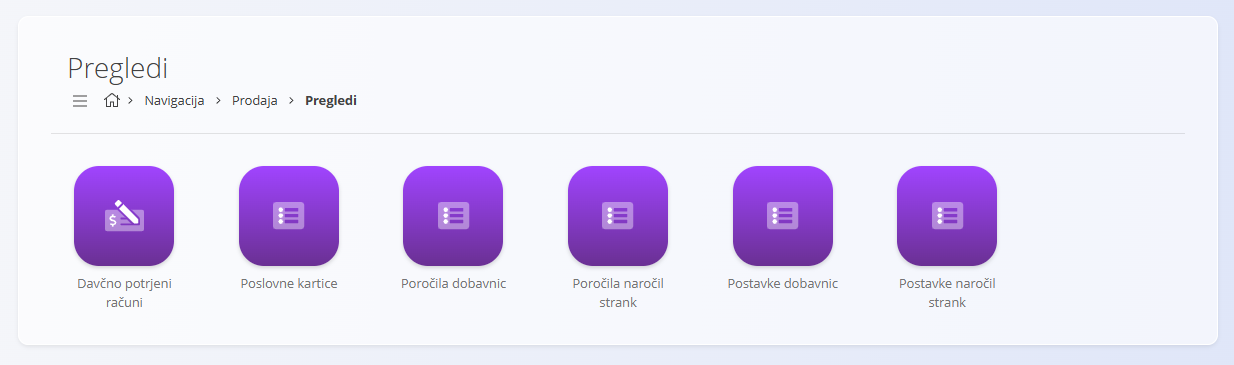 Pregledi
Navigacija > Prodaja > Pregledi
$
Davčno potrjeni
računi
Poslovne kartice
Poročila dobavnic
Poročila naročil
strank
Postavke dobavnic
Postavke naročil
strank